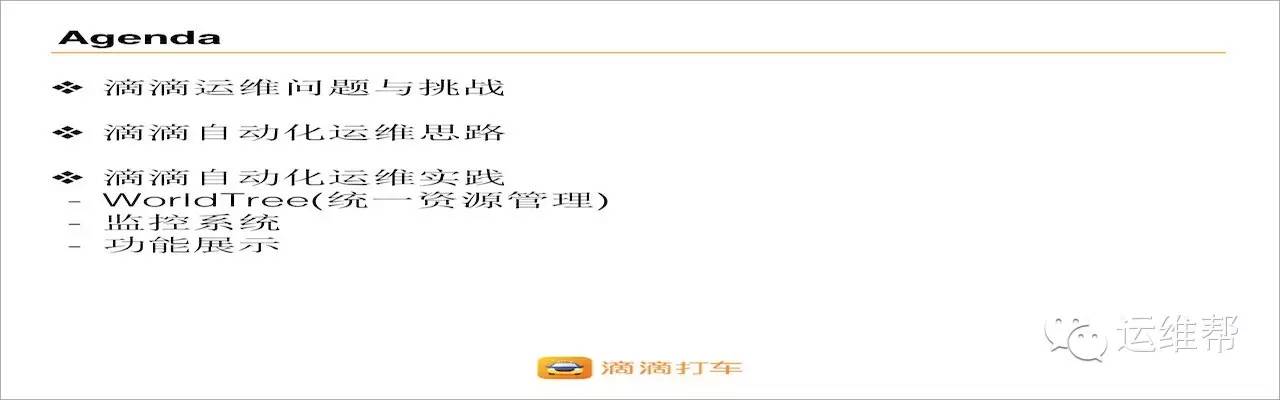 Agenda
❖ 滴滴运维问题与挑战
❖ 滴滴自动化运维思路
❖ 滴滴自动化运维实践
– WorldTree(统一资源管理)
– 监控系统
– 功能展示
运维帮
滴滴打车